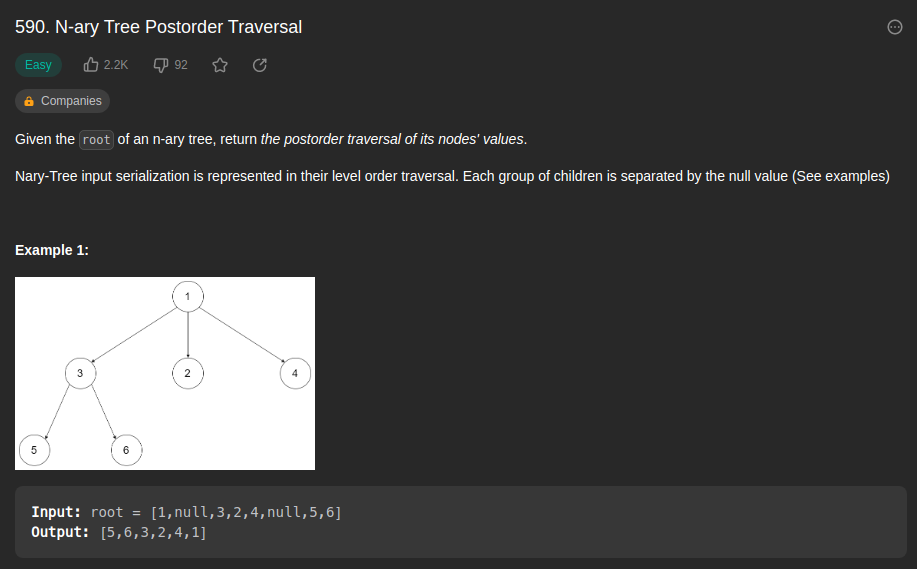 590. N-ary Tree Postorder Traversal
Easy 2.2K 92
Companies
Given the root of an n-ary tree, return the postorder traversal of its nodes' values.
Nary-Tree input serialization is represented in their level order traversal. Each group of children is separated by the null value (See examples)
Example 1:
1
3 2 4
5 6
Input: root = [1,null,3,2,4,null,5,6]
Output: [5,6,3,2,4,1]